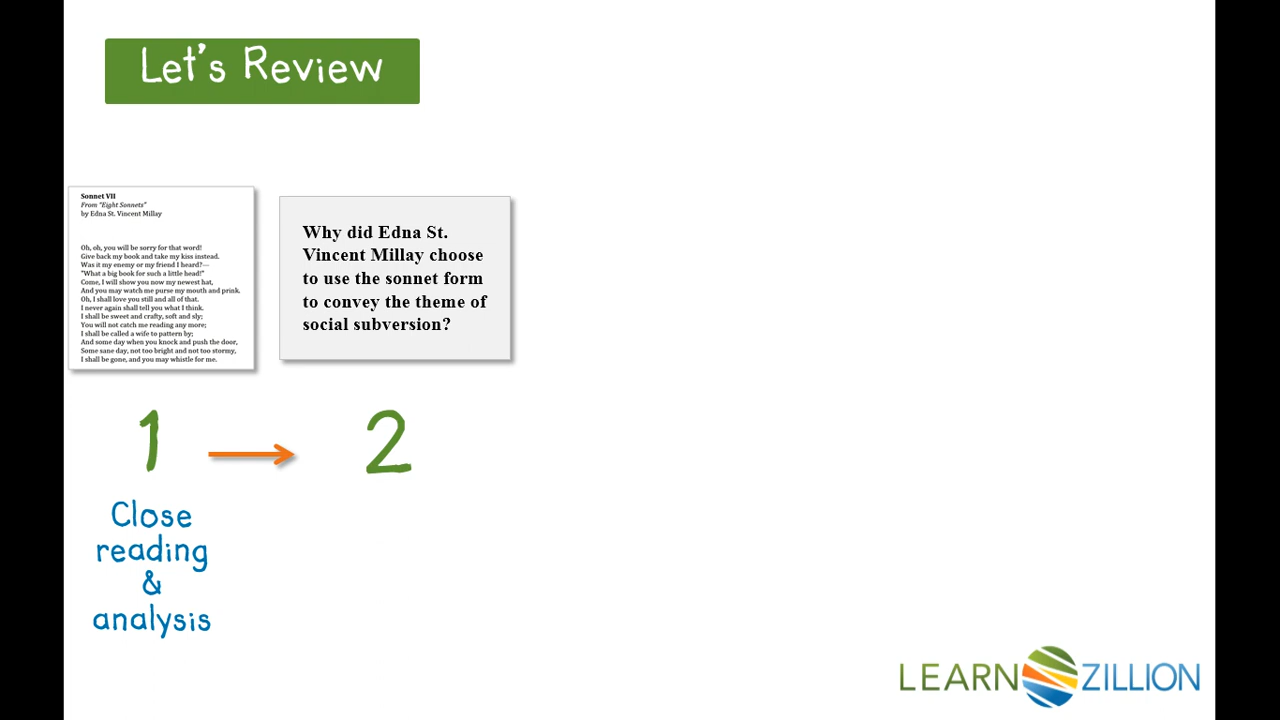 Let's Review
Sonnet VII
From "Eight Sonnets"
by Edna St. Vincent Millay
Oh, oh, you will be sorry for that word!
Give back my book and take my kiss instead.
Was it my enemy or my friend I heard?—
"What a big book for such a little head!"
Come, I will show you now my newest hat,
And you may watch me purse my mouth and prink.
Oh, I shall love you still and all of that.
I never again shall tell you what I think.
I shall be sweet and crafty, soft and sly;
You will not catch me reading any more;
I shall be called a wife to pattern by;
And some day when you knock and push the door,
Some sane day, not too bright and not too stormy,
I shall be gone, and you may whistle for me.
Why did Edna St.
Vincent Millay choose
to use the sonnet form
to convey the theme of
social subversion?
1
2
Close
reading
&
analysis
LEARN ZILLION